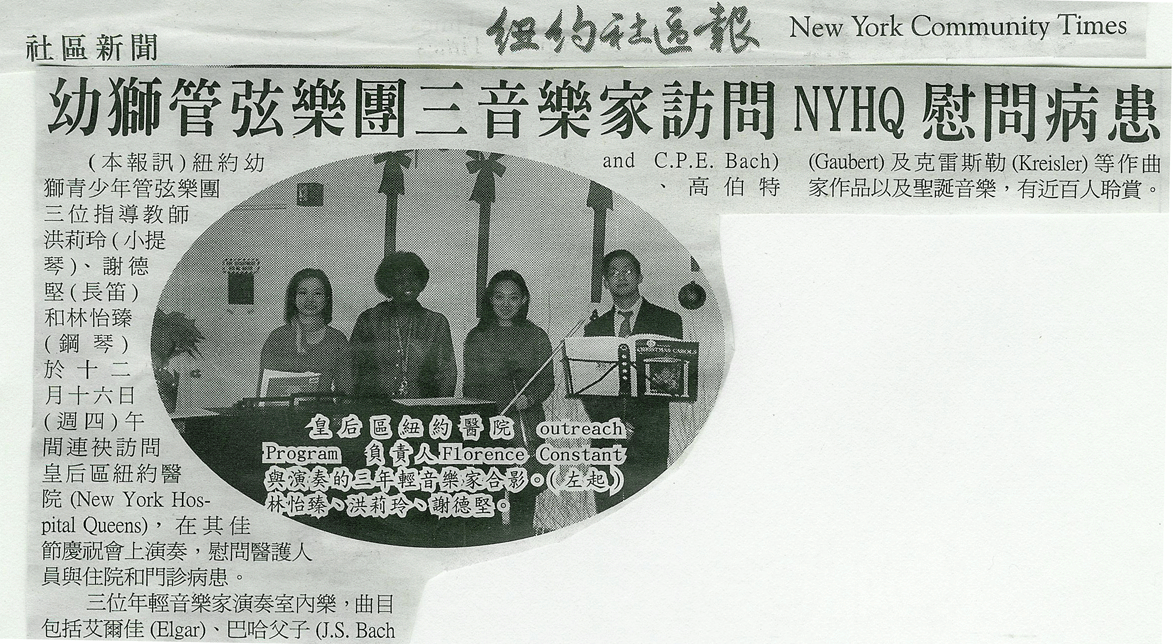 社區新聞
紐約社區報 New York Community Times
幼獅管弦樂團三音樂家訪問 NYHQ 慰問病患
(本報訊)紐約幼
獅青少年管弦樂團
三位指導教師
洪莉玲(小提
琴)、謝德
堅(長笛)
和林怡臻
(鋼琴)
於十二
月十六日
(週四)午
間連袂訪問
皇后區紐約醫
院 (New York Hos-
pital Queens)，在其佳
節慶祝會上演奏，慰問醫護人
員與住院和門診病患。
三位年輕音樂家演奏室內樂，曲目
包括艾爾佳 (Elgar)、巴哈父子 (J.S. Bach
and C.P.E. Bach)
、高伯特
(Gaubert) 及克雷斯勒 (Kreisler) 等作曲
家作品以及聖誕音樂，有近百人聆賞。
CHRISTMAS CAROLS
皇后區紐約醫院 outreach
Program 負責人Florence Constant
與演奏的三年輕音樂家合影。(左起)
林怡臻、洪莉玲、謝德堅。